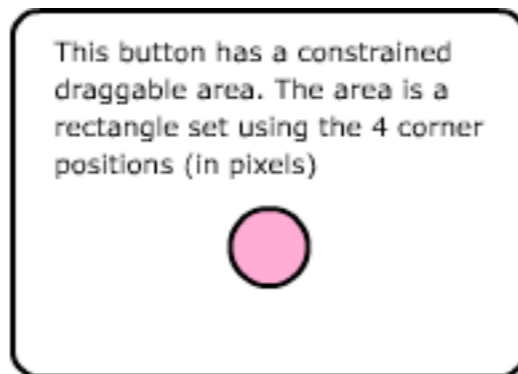 This button has a constrained
draggable area. The area is a
rectangle set using the 4 corner
positions (in pixels)